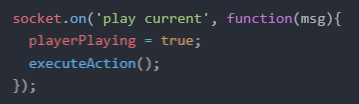 socket.on('play current', function(msg){
  playerPlaying = true;
  executeAction();
});